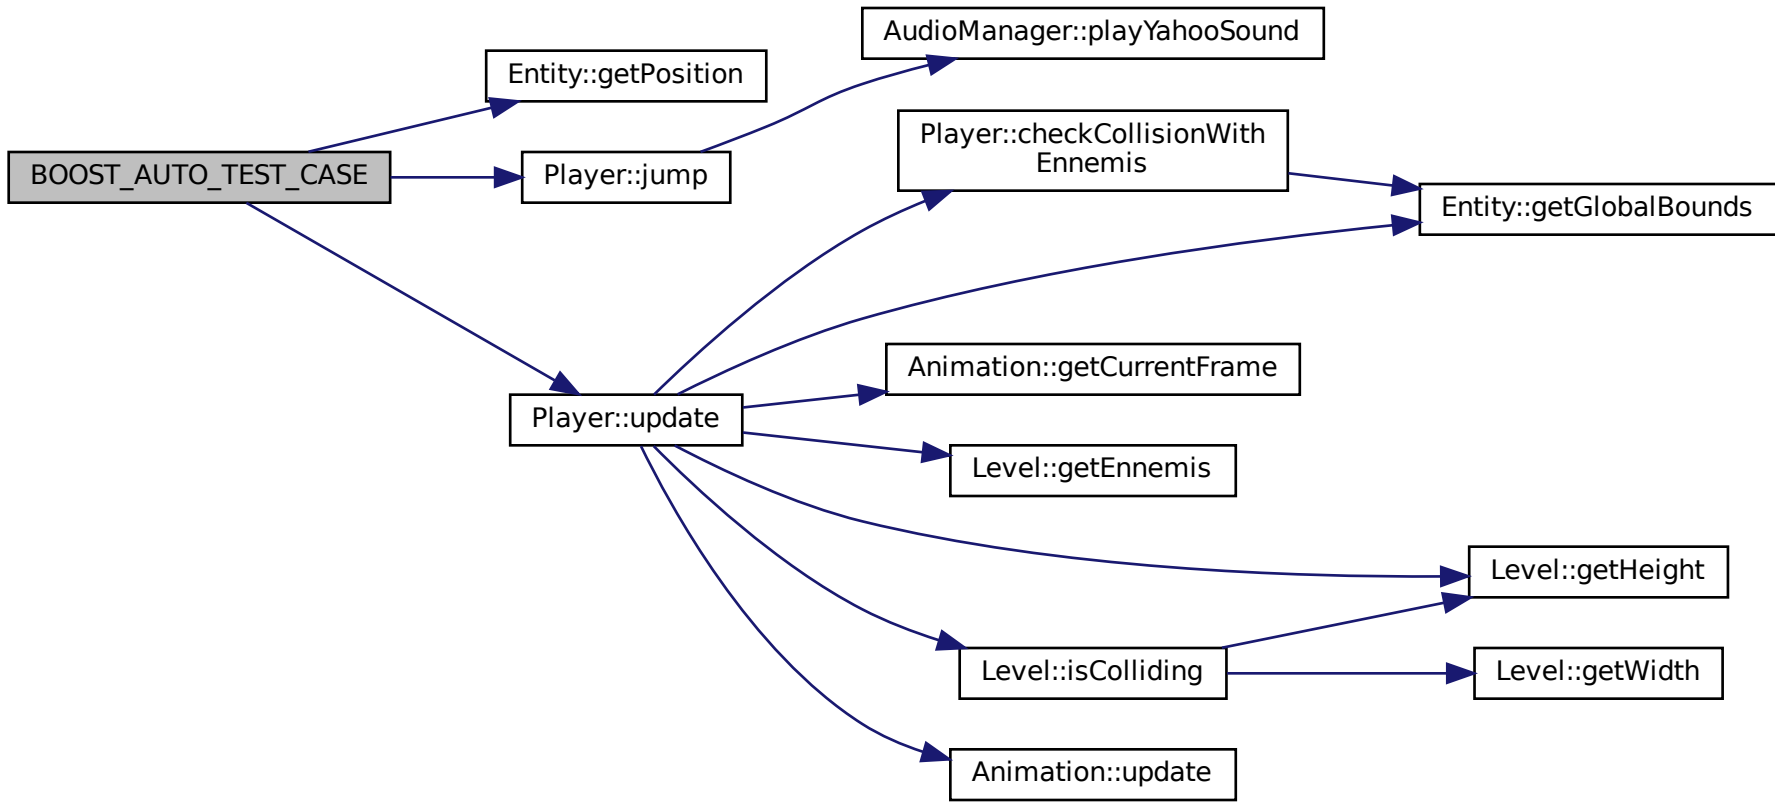 AudioManager::playYahooSound
Entity::getPosition
Player::checkCollisionWith
Ennemis
BOOST_AUTO_TEST_CASE
Player::jump
Entity::getGlobalBounds
Animation::getCurrentFrame
Player::update
Level::getEnnemis
Level::getHeight
Level::isColliding
Level::getWidth
Animation::update